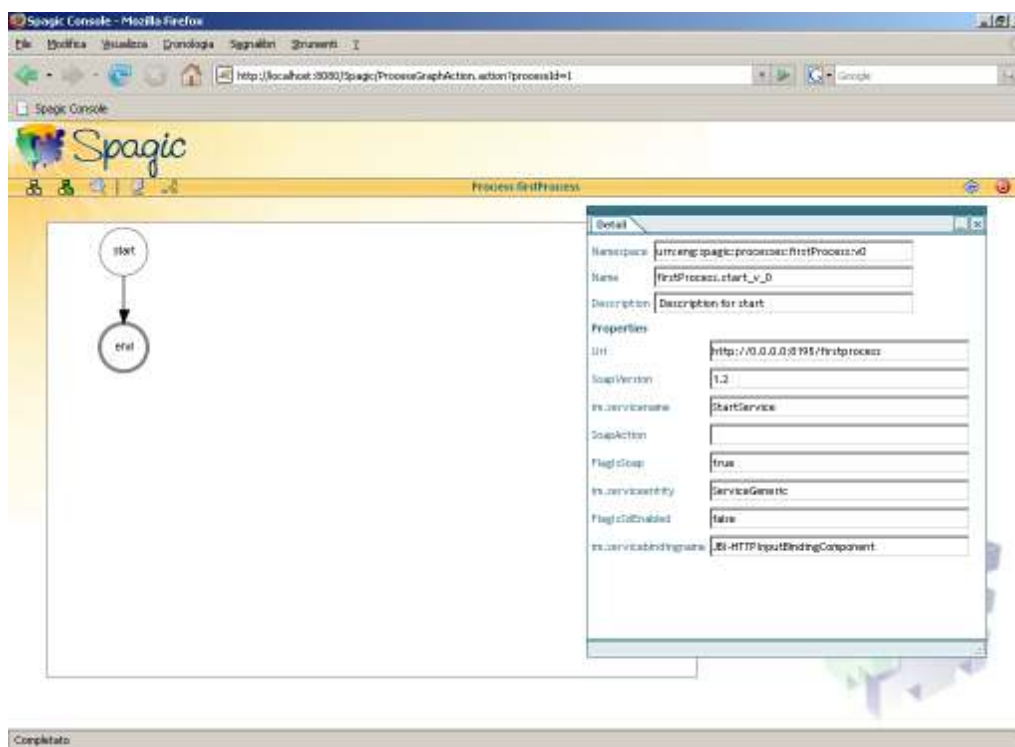 Spagic Console - Mozilla Firefox
File Modifica Visualizza Cronologia Segnalibri Strumenti ?
http://localhost:8080/Spagic/ProcessGraphAction.action?processId=1
Google
Spagic Console
Spagic
Process firstProcess
start
end
Detail
Namespace urn:eng:spagic:processes:firstProcess:v0
Name firstProcess.start_v_0
Description Description for start
Properties
Url http://0.0.0.0:8195/firstprocess
SoapVersion 1.2
tm.servicename StartService
SoapAction
FlagIsSoap true
tm.serviceentity ServiceGeneric
FlagIsIdEnabled false
tm.servicebindingname JBI-HTTPInputBindingComponent
Completato